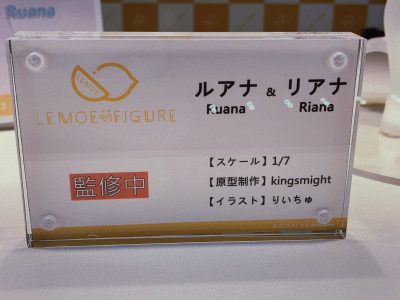 Ruana
LEMOE
LEMOE萌FIGURE
ルアナ & リアナ
Ruana Riana
監修中
【スケール】1/7
【原型制作】kingsmight
【イラスト】りいちゅ